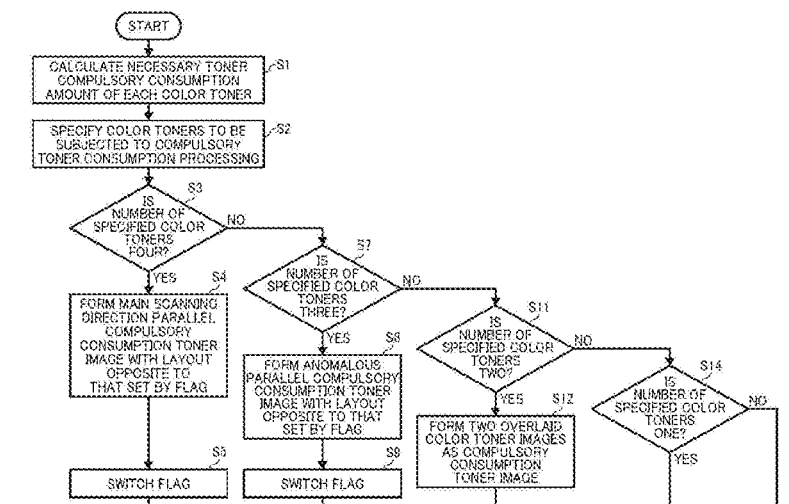 START
CALCULATE NECESSARY TONER
COMPULSORY CONSUMPTION
AMOUNT OF EACH COLOR TONER
S1
SPECIFY COLOR TONERS TO BE
SUBJECTED TO COMPULSORY
TONER CONSUMPTION PROCESSING
S2
S3
IS
NUMBER OF
SPECIFIED COLOR
TONERS
FOUR?
NO
YES
S4
FORM MAIN SCANNING
DIRECTION PARALLEL
COMPULSORY
CONSUMPTION TONER
IMAGE WITH LAYOUT
OPPOSITE TO
THAT SET BY FLAG
S5
SWITCH FLAG
S7
IS
NUMBER OF
SPECIFIED COLOR
TONERS
THREE?
NO
YES
S8
FORM ANOMALOUS
PARALLEL COMPULSORY
CONSUMPTION TONER
IMAGE WITH LAYOUT
OPPOSITE TO THAT
SET BY FLAG
S9
SWITCH FLAG
S11
IS
NUMBER OF
SPECIFIED COLOR
TONERS
TWO?
NO
YES
S12
FORM TWO OVERLAID
COLOR TONER IMAGES
AS COMPULSORY
CONSUMPTION
TONER IMAGE
S14
IS
NUMBER OF
SPECIFIED COLOR
TONERS
ONE?
NO
YES